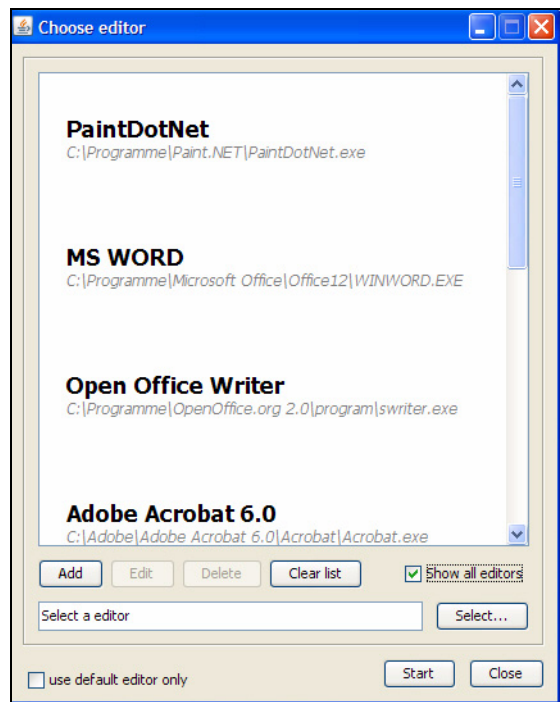 Choose editor
PaintDotNet
C:\Programme\Paint.NET\PaintDotNet.exe
MS WORD
C:\Programme\Microsoft Office\Office12\WINWORD.EXE
Open Office Writer
C:\Programme\OpenOffice.org 2.0\program\swriter.exe
Adobe Acrobat 6.0
C:\Adobe\Adobe Acrobat 6.0\Acrobat\Acrobat.exe
Add Edit Delete Clear list Show all editors
Select a editor Select...
use default editor only Start Close